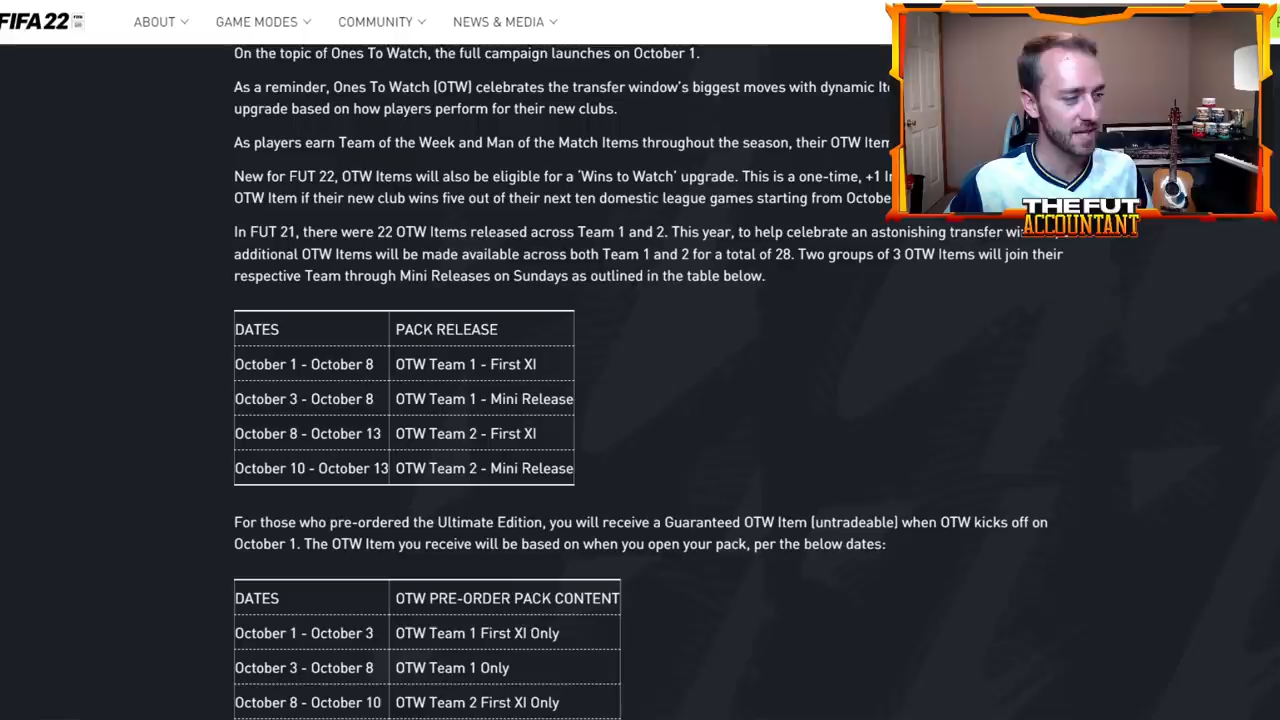 FIFA 22
ABOUT
GAME MODES
COMMUNITY
NEWS & MEDIA
On the topic of Ones To Watch, the full campaign launches on October 1.
As a reminder, Ones To Watch (OTW) celebrates the transfer window's biggest moves with dynamic
upgrade based on how players perform for their new clubs.
As players earn Team of the Week and Man of the Match Items throughout the season, their OTW
New for FUT 22, OTW Items will also be eligible for a 'Wins to Watch' upgrade. This is a one-time, +1
OTW Item if their new club wins five out of their next ten domestic league games starting from
In FUT 21, there were 22 OTW Items released across Team 1 and 2. This year, to help celebrate an astonishing transfer
additional OTW Items will be made available across both Team 1 and 2 for a total of 28. Two groups of 3 OTW Items will join their
respective Team through Mini Releases on Sundays as outlined in the table below.
DATES PACK RELEASE
October 1 - October 8 OTW Team 1 - First XI
October 3 - October 8 OTW Team 1 - Mini Release
October 8 - October 13 OTW Team 2 - First XI
October 10 - October 13 OTW Team 2 - Mini Release
For those who pre-ordered the Ultimate Edition, you will receive a Guaranteed OTW Item (untradeable) when OTW kicks off on
October 1. The OTW Item you receive will be based on when you open your pack, per the below dates:
DATES OTW PRE-ORDER PACK CONTENT
October 1 - October 3 OTW Team 1 First XI Only
October 3 - October 8 OTW Team 1 Only
October 8 - October 10 OTW Team 2 First XI Only
THE FUT
ACCOUNTANT